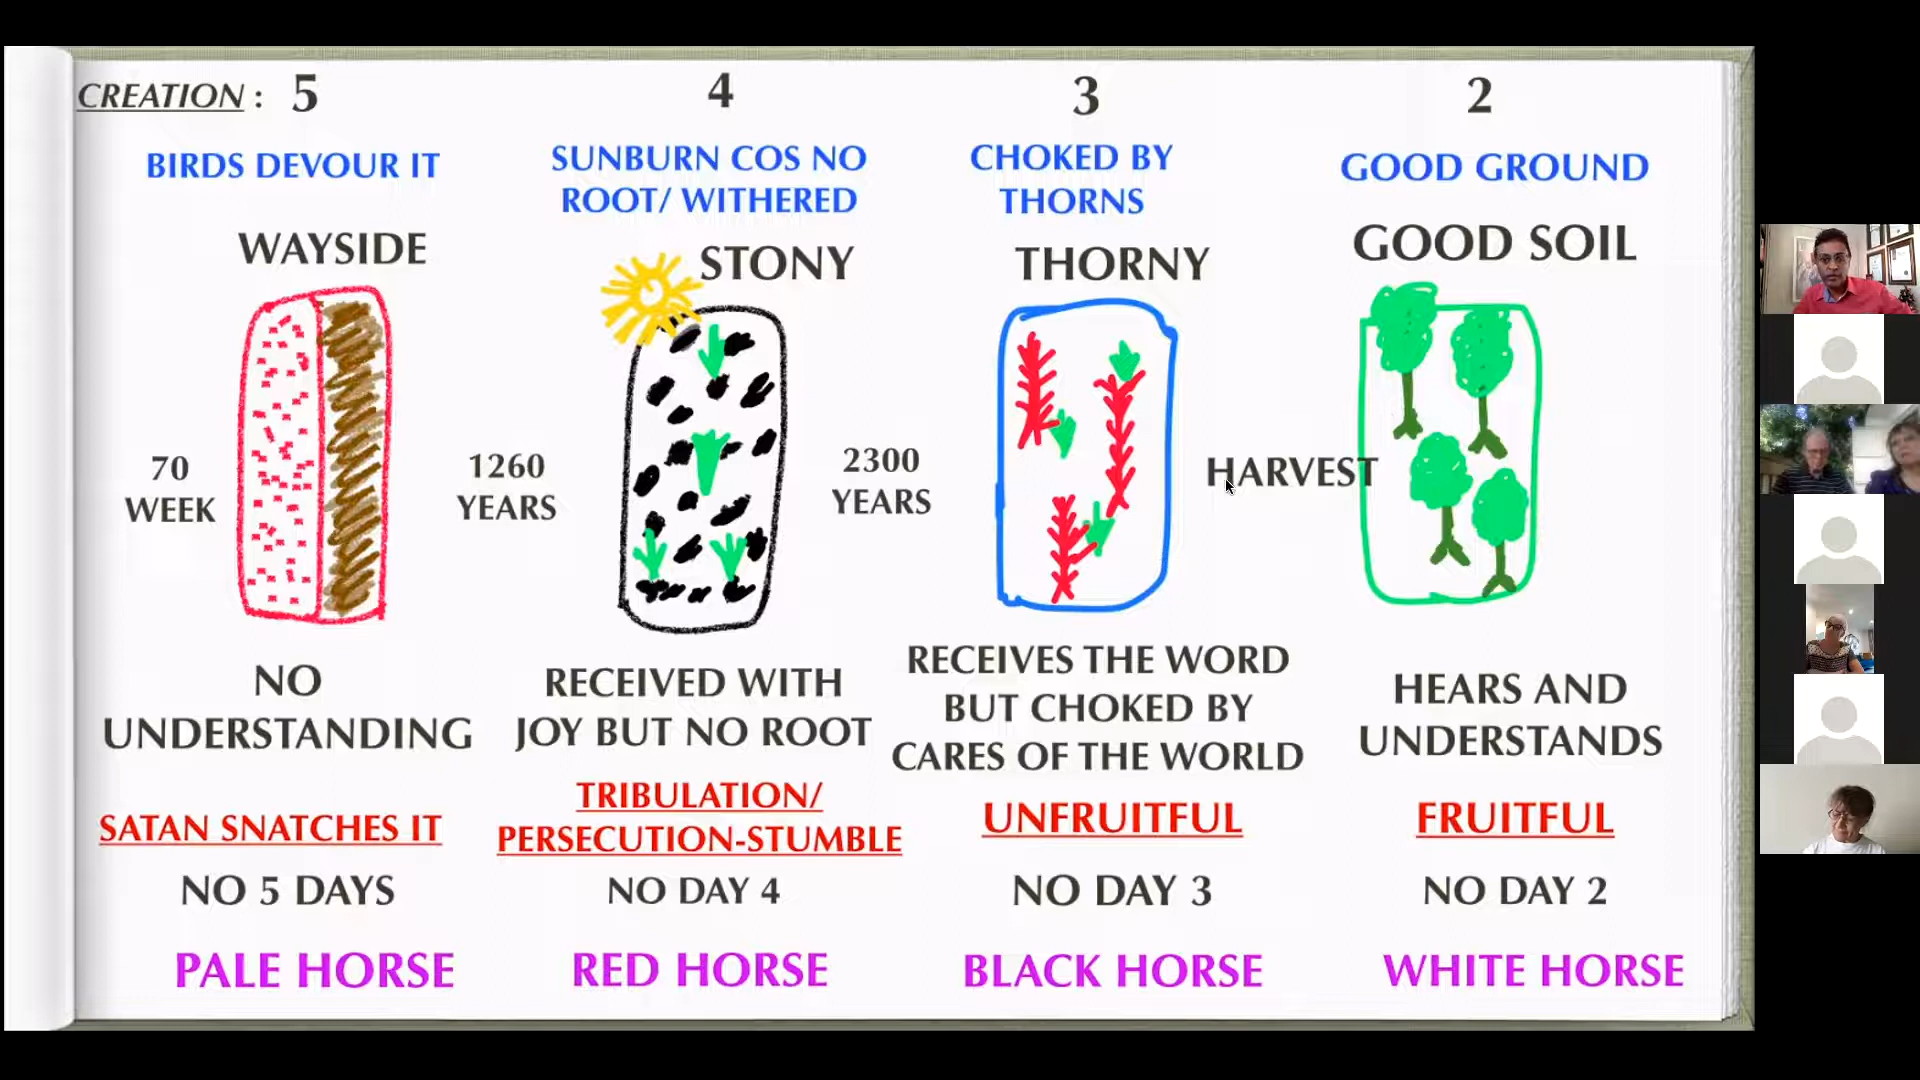 CREATION : 5
4
3
2
BIRDS DEVOUR IT
SUNBURN COS NO
ROOT/ WITHERED
CHOKED BY
THORNS
GOOD GROUND
WAYSIDE
STONY
THORNY
GOOD SOIL
70
WEEK
1260
YEARS
2300
YEARS
HARVEST
NO
UNDERSTANDING
RECEIVED WITH
JOY BUT NO ROOT
RECEIVES THE WORD
BUT CHOKED BY
CARES OF THE WORLD
HEARS AND
UNDERSTANDS
SATAN SNATCHES IT
TRIBULATION/
PERSECUTION-STUMBLE
UNFRUITFUL
FRUITFUL
NO 5 DAYS
NO DAY 4
NO DAY 3
NO DAY 2
PALE HORSE
RED HORSE
BLACK HORSE
WHITE HORSE